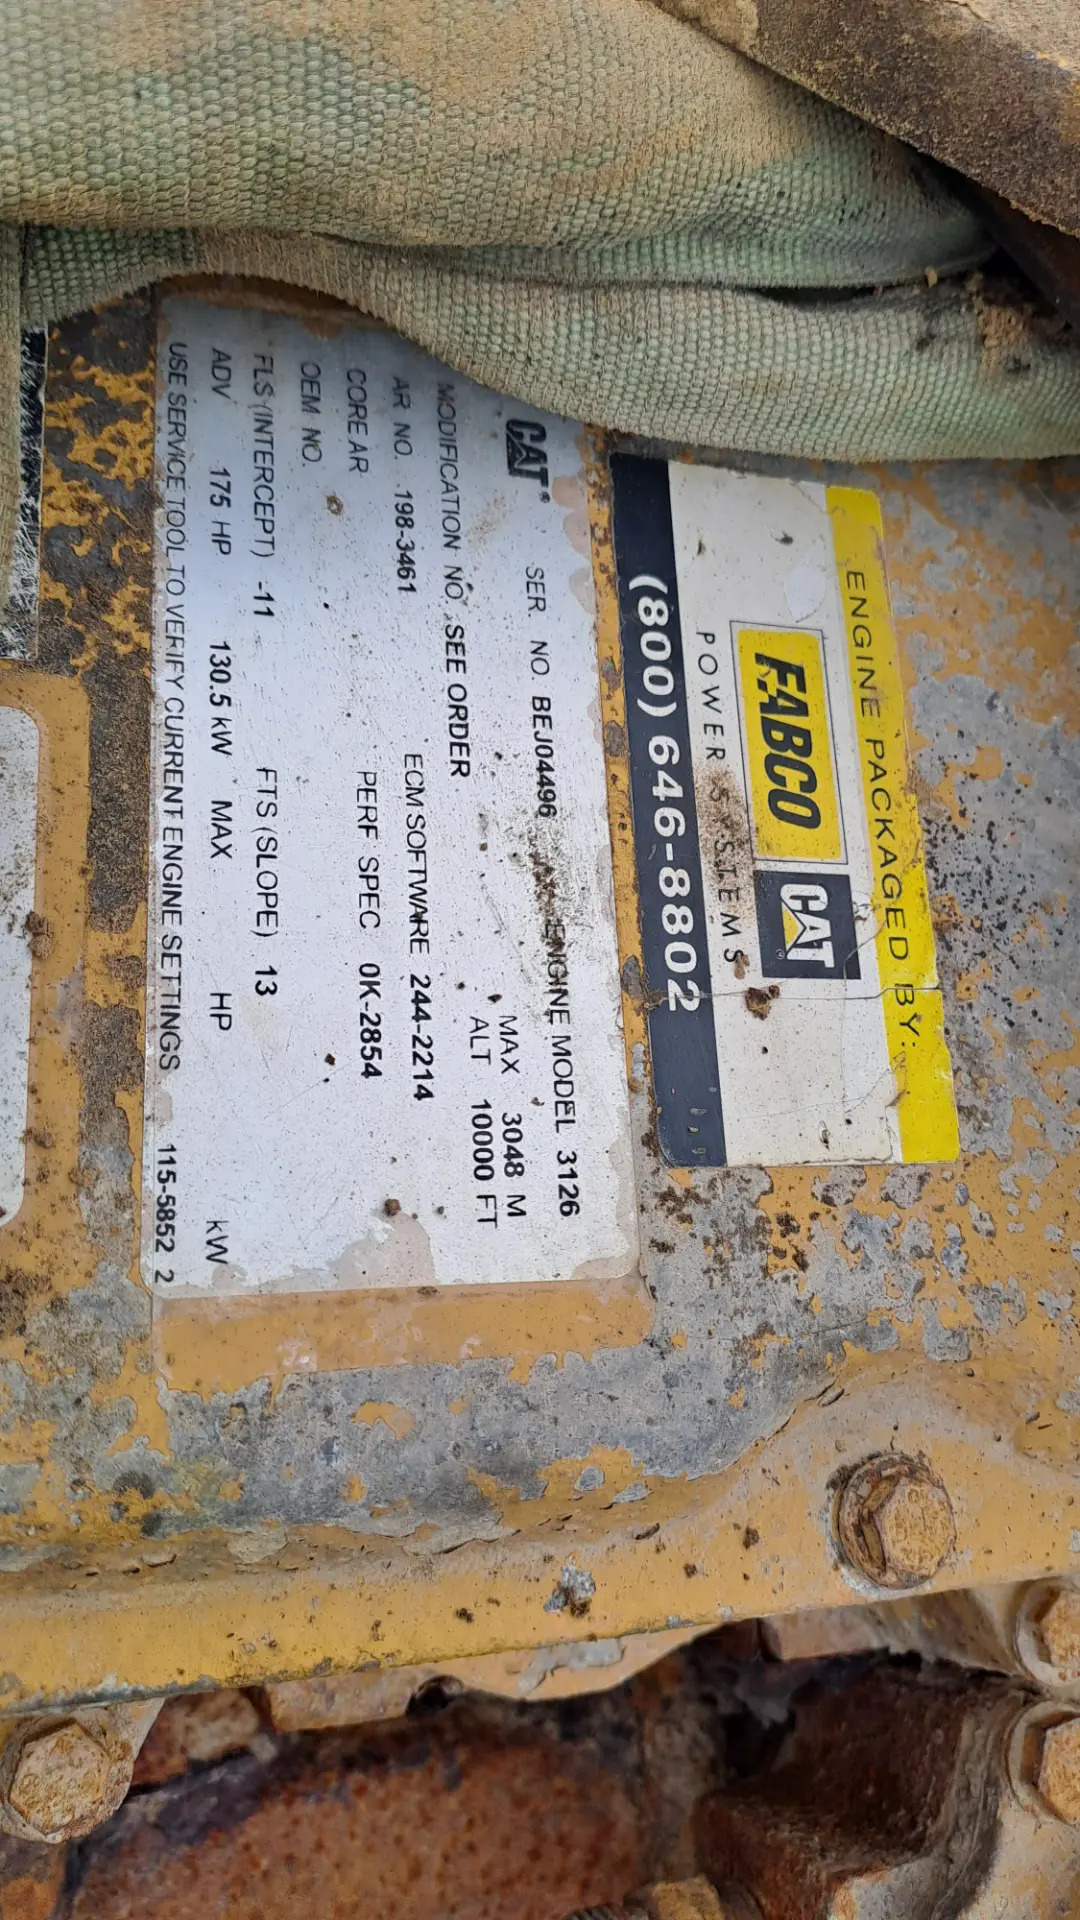 ENGINE PACKAGED BY:
FABCO CAT
POWER SYSTEMS
(800) 646-8802
CAT® SER. NO. BEJ04496 ENGINE MODEL 3126
MODIFICATION NO. SEE ORDER MAX 3048 M
ALT 10000 FT
AR NO. 198-3461 ECM SOFTWARE 244-2214
CORE AR PERF SPEC 0K-2854
OEM NO.
FLS (INTERCEPT) -11 FTS (SLOPE) 13
ADV 175 HP 130.5 kW MAX HP kW
USE SERVICE TOOL TO VERIFY CURRENT ENGINE SETTINGS 115-5852 2